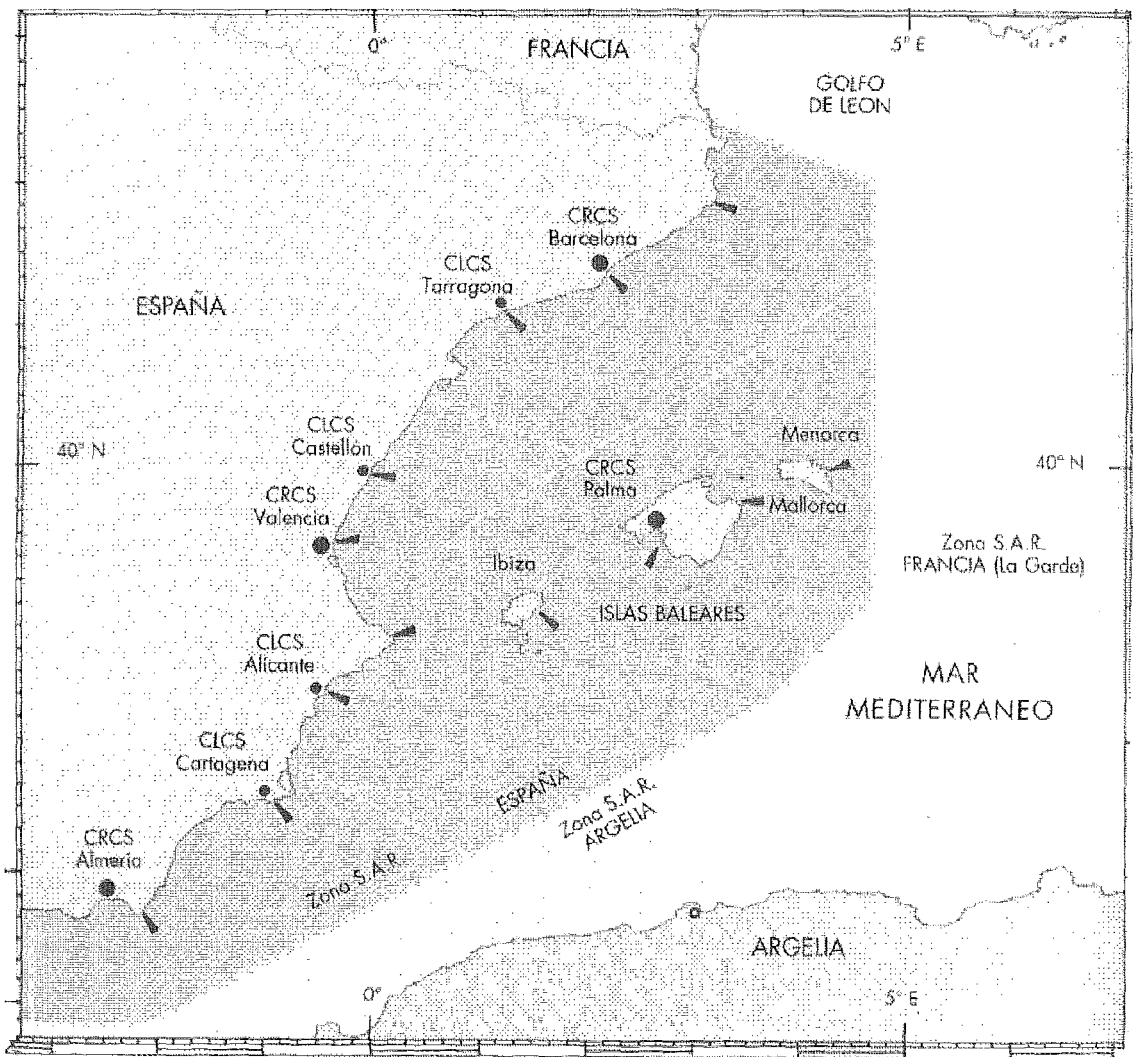 0°
FRANCIA
5° E
GOLFO
DE LEON
CRCS
Barcelona
CLCS
Tarragona
ESPAÑA
CLCS
Castellón
40° N
Menorca
40° N
CRCS
Palma
CRCS
Valencia
Mallorca
Zona S.A.R.
FRANCIA (La Garde)
Ibiza
ISLAS BALEARES
CLCS
Alicante
MAR
MEDITERRANEO
CLCS
Cartagena
ESPAÑA
Zona S.A.R.
ARGELIA
CRCS
Almería
Zona S.A.R.
ARGELIA
0°
5° E